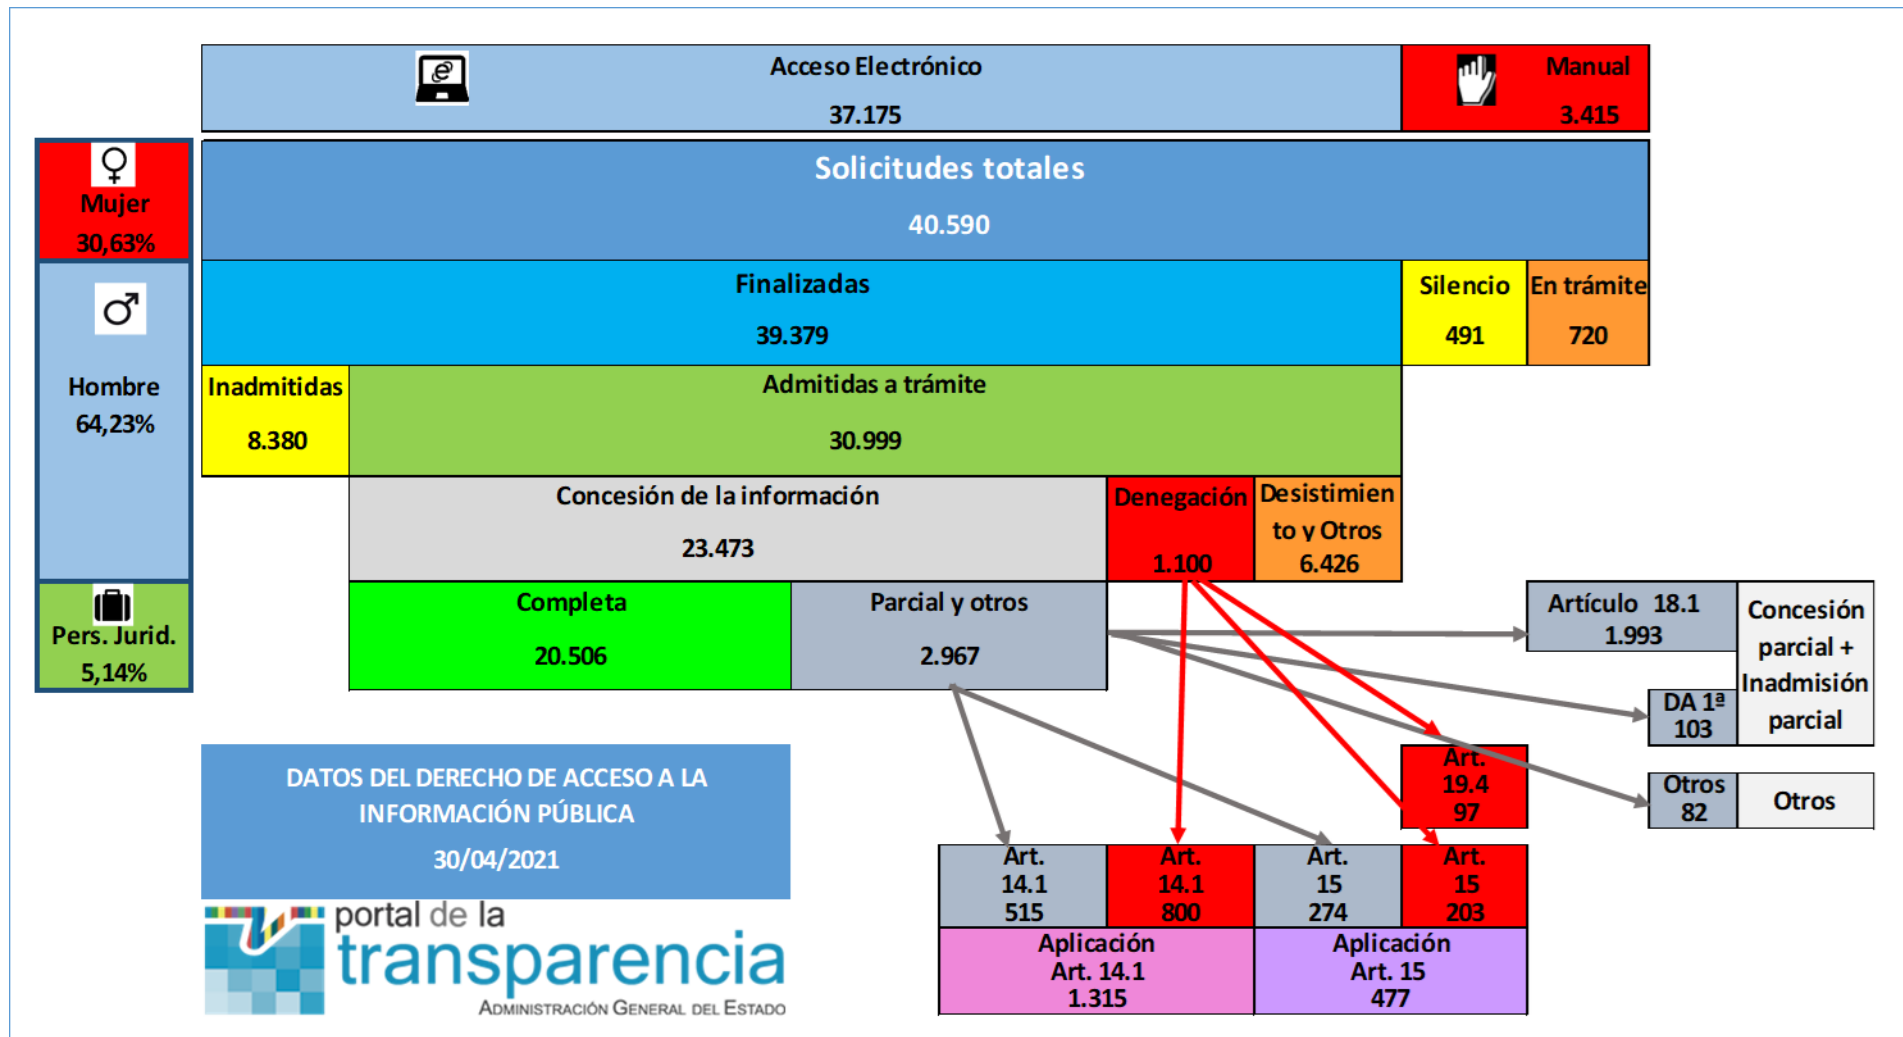 Acceso Electrónico
37.175
Manual
3.415
Mujer
30,63%
Solicitudes totales
40.590
Hombre
64,23%
Finalizadas
39.379
Silencio
491
En trámite
720
Inadmitidas
8.380
Admitidas a trámite
30.999
Concesión de la información
23.473
Denegación
1.100
Desistimien
to y Otros
6.426
Pers. Jurid.
5,14%
Completa
20.506
Parcial y otros
2.967
Artículo 18.1
1.993
Concesión
parcial +
Inadmisión
parcial
DA 1ª
103
Otros
82
Otros
Art.
19.4
97
DATOS DEL DERECHO DE ACCESO A LA
INFORMACIÓN PÚBLICA
30/04/2021
Art.
14.1
515
Art.
14.1
800
Art.
15
274
Art.
15
203
Aplicación
Art. 14.1
1.315
Aplicación
Art. 15
477
portal de la
transparencia
ADMINISTRACIÓN GENERAL DEL ESTADO